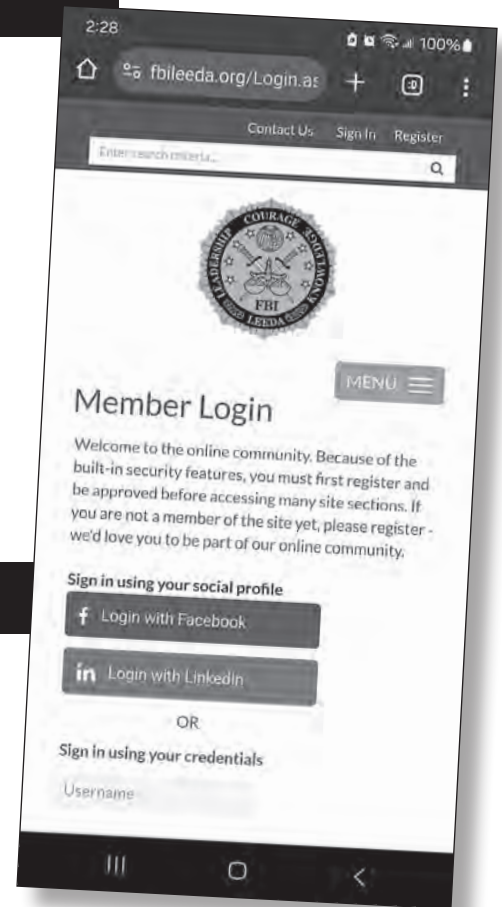 2:28
100%
fbileeda.org/Login.as
Contact Us Sign In Register
Enter search criteria...
LEADERSHIP COURAGE KNOWLEDGE
FBI
LEEDA
MENU
Member Login
Welcome to the online community. Because of the
built-in security features, you must first register and
be approved before accessing many site sections. If
you are not a member of the site yet, please register -
we'd love you to be part of our online community.
Sign in using your social profile
f Login with Facebook
in Login with LinkedIn
OR
Sign in using your credentials
Username